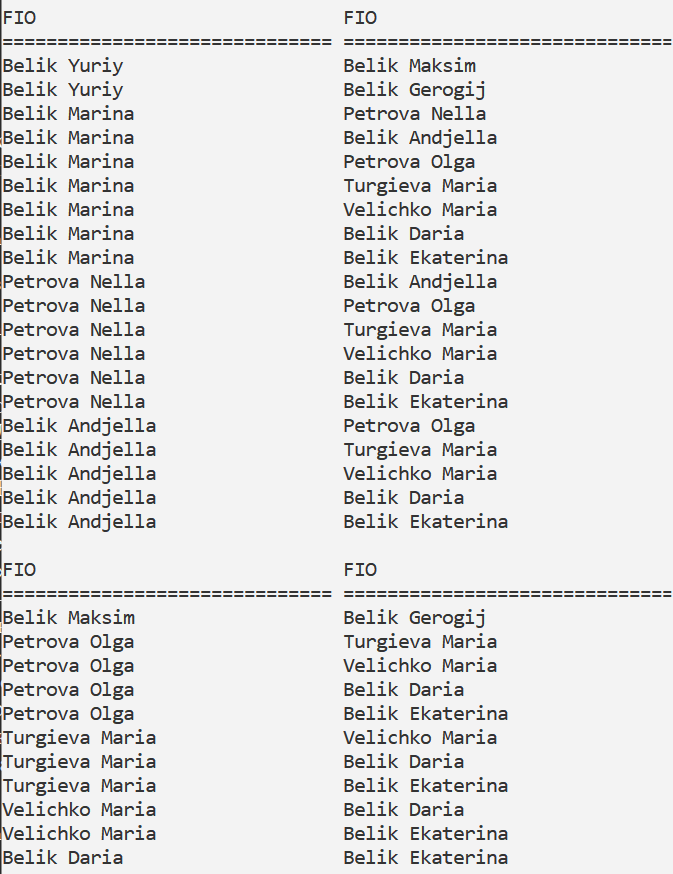 FIO                            FIO
============================== ==============================
Belik Yuriy                    Belik Maksim
Belik Yuriy                    Belik Gerogij
Belik Marina                   Petrova Nella
Belik Marina                   Belik Andjella
Belik Marina                   Petrova Olga
Belik Marina                   Turgieva Maria
Belik Marina                   Velichko Maria
Belik Marina                   Belik Daria
Belik Marina                   Belik Ekaterina
Petrova Nella                  Belik Andjella
Petrova Nella                  Petrova Olga
Petrova Nella                  Turgieva Maria
Petrova Nella                  Velichko Maria
Petrova Nella                  Belik Daria
Petrova Nella                  Belik Ekaterina
Belik Andjella                 Petrova Olga
Belik Andjella                 Turgieva Maria
Belik Andjella                 Velichko Maria
Belik Andjella                 Belik Daria
Belik Andjella                 Belik Ekaterina

FIO                            FIO
============================== ==============================
Belik Maksim                   Belik Gerogij
Petrova Olga                   Turgieva Maria
Petrova Olga                   Velichko Maria
Petrova Olga                   Belik Daria
Petrova Olga                   Belik Ekaterina
Turgieva Maria                 Velichko Maria
Turgieva Maria                 Belik Daria
Turgieva Maria                 Belik Ekaterina
Velichko Maria                 Belik Daria
Velichko Maria                 Belik Ekaterina
Belik Daria                    Belik Ekaterina